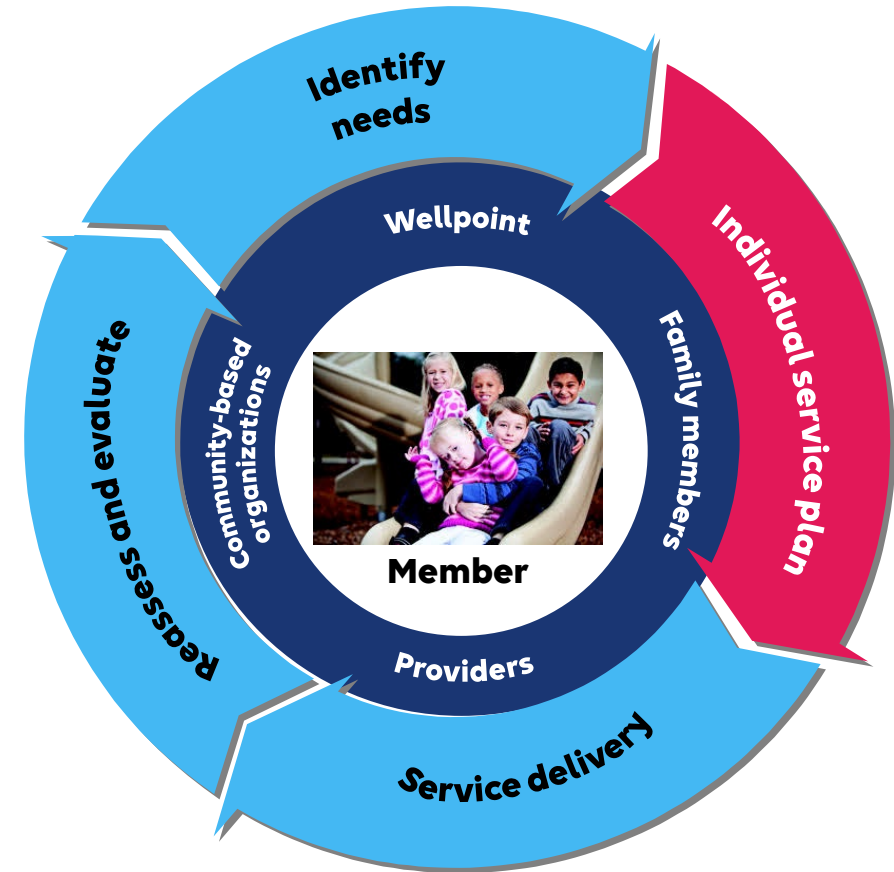 Identify
needs
Individual service plan
Service delivery
Reassess and evaluate
Wellpoint
Family members
Providers
Community-based
organizations
Member